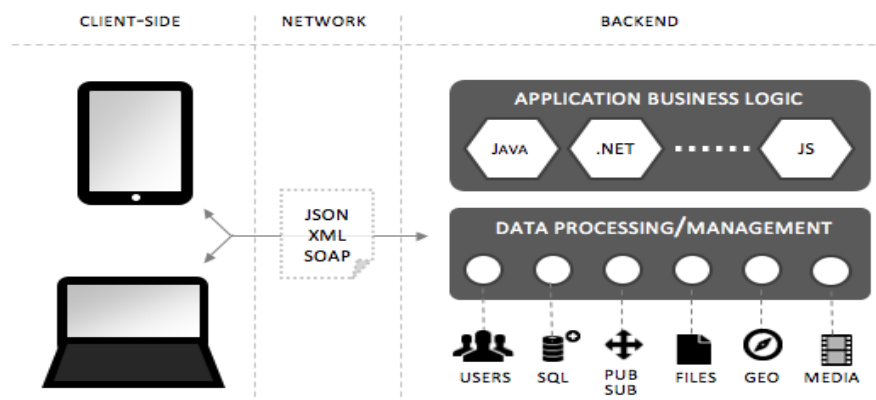 CLIENT-SIDE
NETWORK
BACKEND
APPLICATION BUSINESS LOGIC
JAVA
.NET
JS
JSON
XML
SOAP
DATA PROCESSING/MANAGEMENT
USERS
SQL
PUB
SUB
FILES
GEO
MEDIA